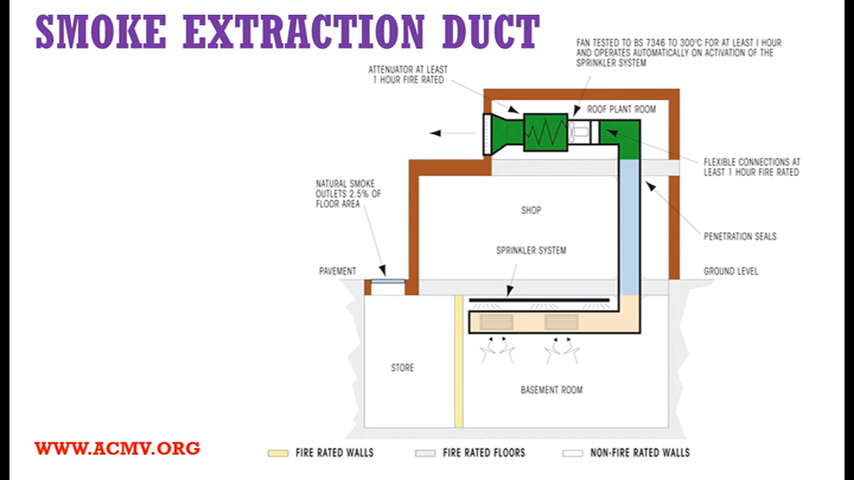 SMOKE EXTRACTION DUCT
FAN TESTED TO BS 7346 TO 300°C FOR AT LEAST I HOUR
AND OPERATES AUTOMATICALLY ON ACTIVATION OF THE
SPRINKLER SYSTEM
ATTENUATOR AT LEAST
1 HOUR FIRE RATED
ROOF PLANT ROOM
FLEXIBLE CONNECTIONS AT
LEAST 1 HOUR FIRE RATED
NATURAL SMOKE
OUTLETS 2.5% OF
FLOOR AREA
SHOP
PENETRATION SEALS
SPRINKLER SYSTEM
PAVEMENT
GROUND LEVEL
STORE
BASEMENT ROOM
WWW.ACMV.ORG
FIRE RATED WALLS
FIRE RATED FLOORS
NON-FIRE RATED WALLS